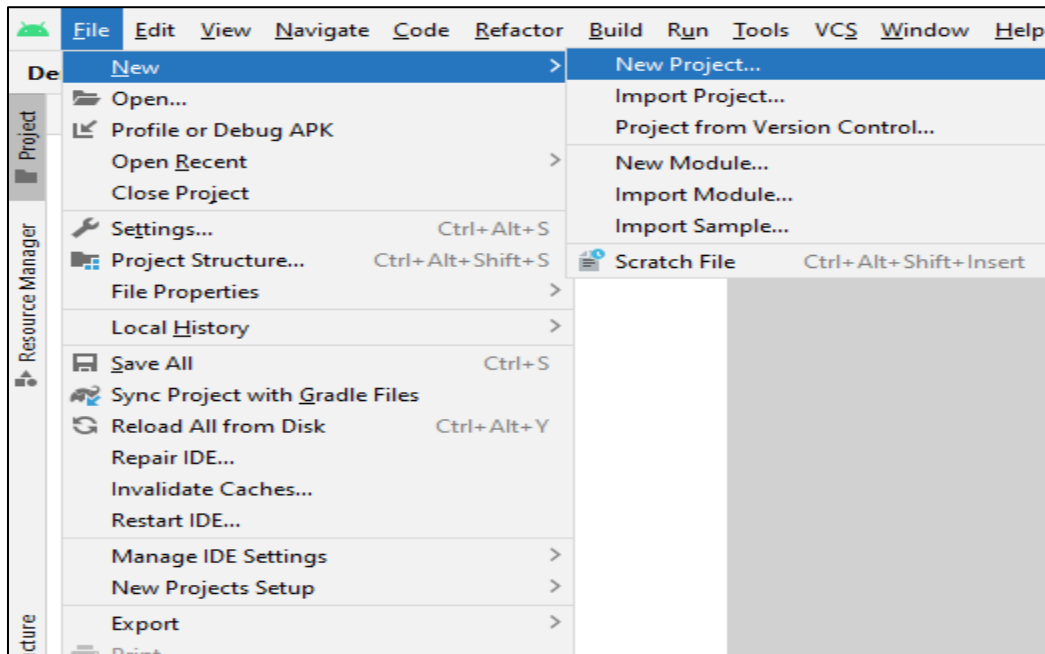 File Edit View Navigate Code Refactor Build Run Tools VCS Window Help
De
New > New Project...
Open... Import Project...
Profile or Debug APK Project from Version Control...
Open Recent > New Module...
Close Project Import Module...
Settings... Ctrl+Alt+S Import Sample...
Project Structure... Ctrl+Alt+Shift+S Scratch File Ctrl+Alt+Shift+Insert
File Properties >
Local History >
Save All Ctrl+S
Sync Project with Gradle Files
Reload All from Disk Ctrl+Alt+Y
Repair IDE...
Invalidate Caches...
Restart IDE...
Manage IDE Settings >
New Projects Setup >
Export >
Print...
Project
Resource Manager
cture